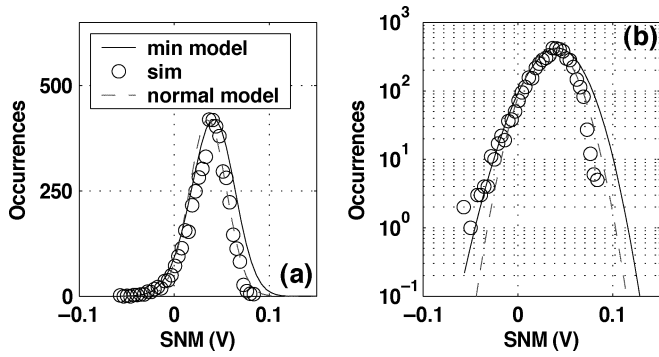 min model
sim
normal model
500
250
0
Occurrences
−0.1
0
0.1
SNM (V)
(a)
10^3
10^2
10^1
10^0
10^−1
Occurrences
−0.1
0
0.1
SNM (V)
(b)